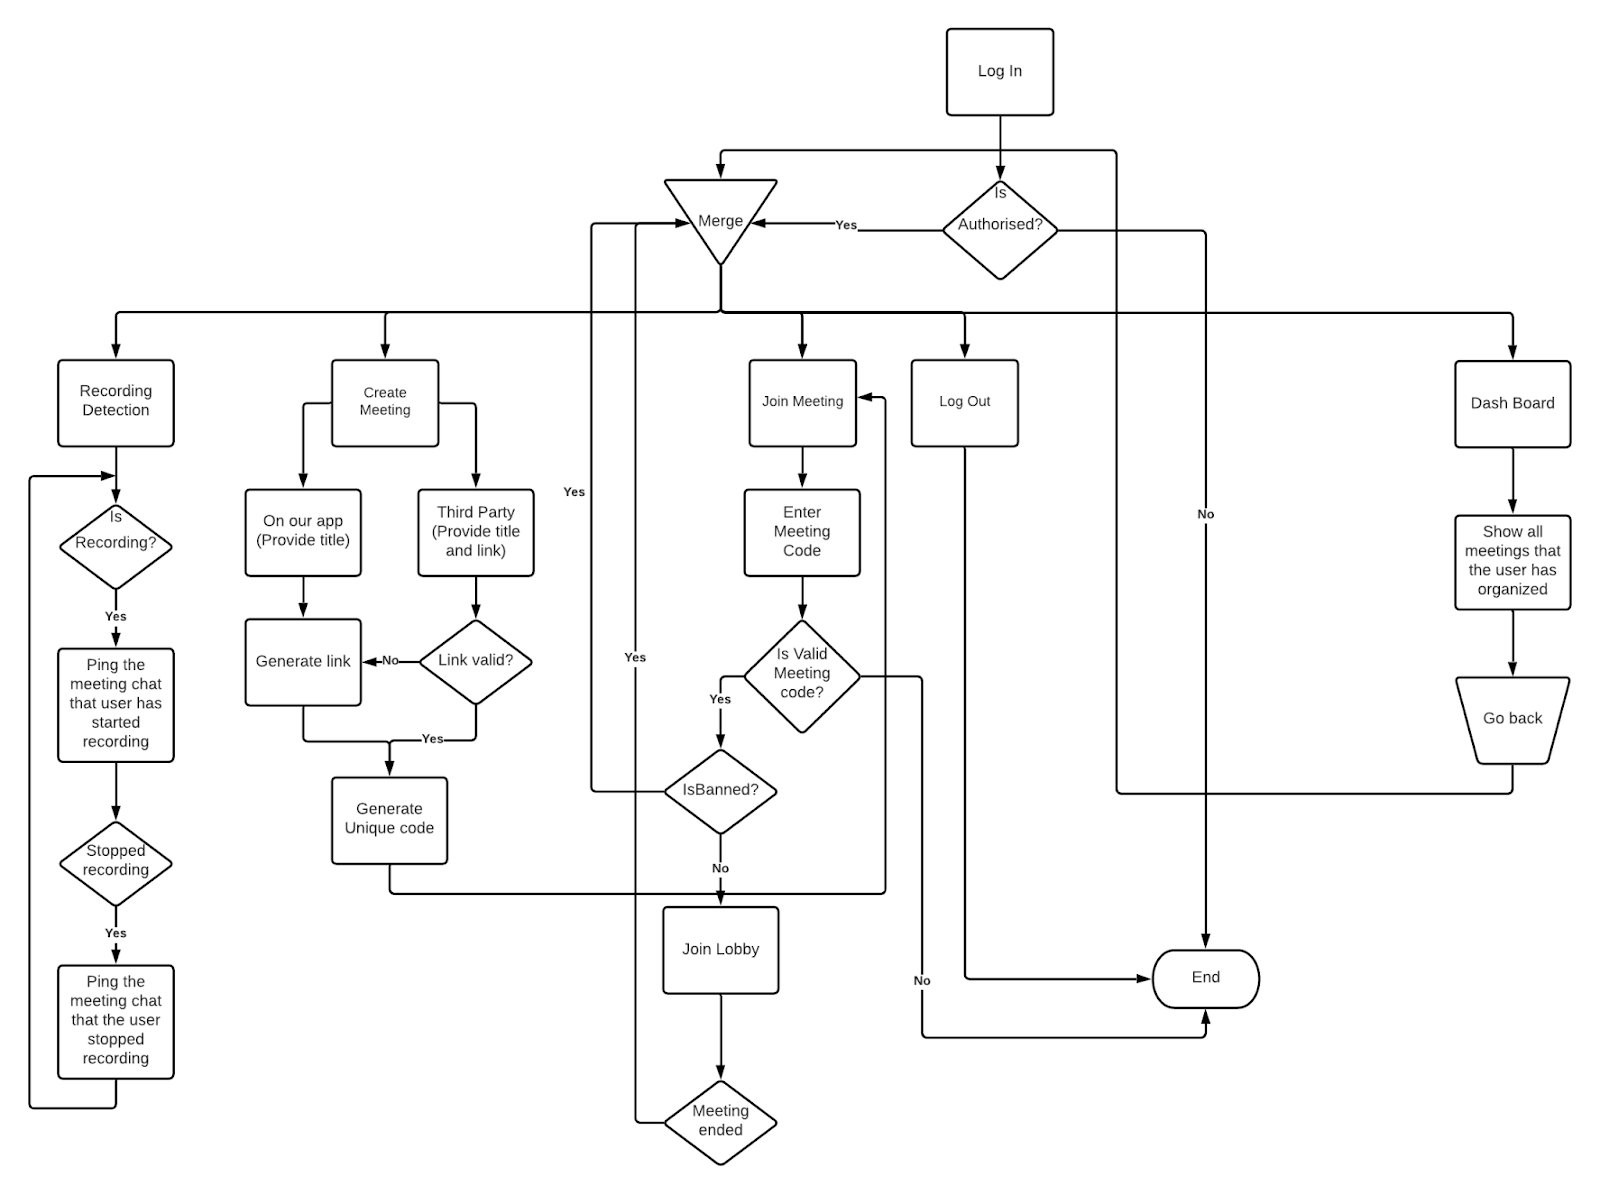 Log In
Is
Authorised?
Merge
Yes
Recording
Detection
Create
Meeting
Join Meeting
Log Out
Dash Board
Yes
No
Is
Recording?
On our app
(Provide title)
Third Party
(Provide title
and link)
Enter
Meeting
Code
Show all
meetings that
the user has
organized
Yes
Generate link
No
Link valid?
Yes
Is Valid
Meeting
code?
Ping the
meeting chat
that user has
started
recording
Yes
Go back
Yes
IsBanned?
Generate
Unique code
Stopped
recording
No
Yes
Join Lobby
No
End
Ping the
meeting chat
that the user
stopped
recording
Meeting
ended